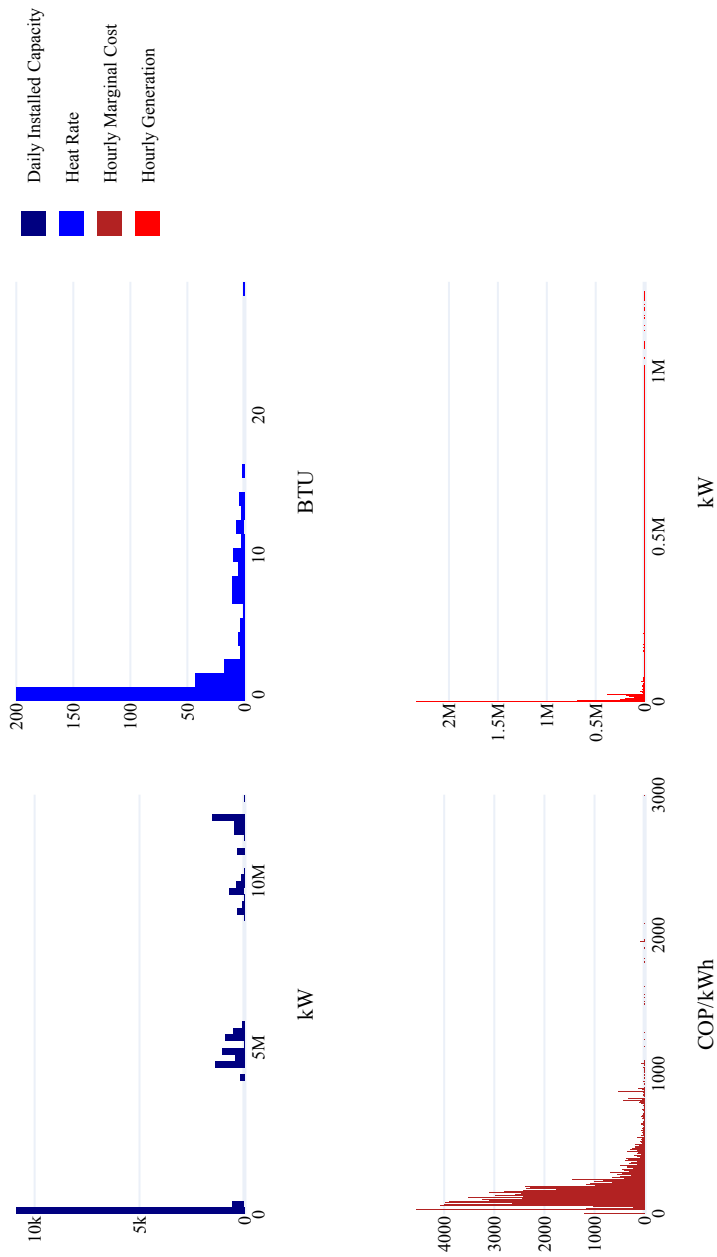 10k
5k
0
0
5M
10M
kW
200
150
100
50
0
0
10
20
BTU
Daily Installed Capacity
Heat Rate
Hourly Marginal Cost
Hourly Generation
4000
3000
2000
1000
0
0
1000
2000
3000
COP/kWh
2M
1.5M
1M
0.5M
0
0
0.5M
1M
kW